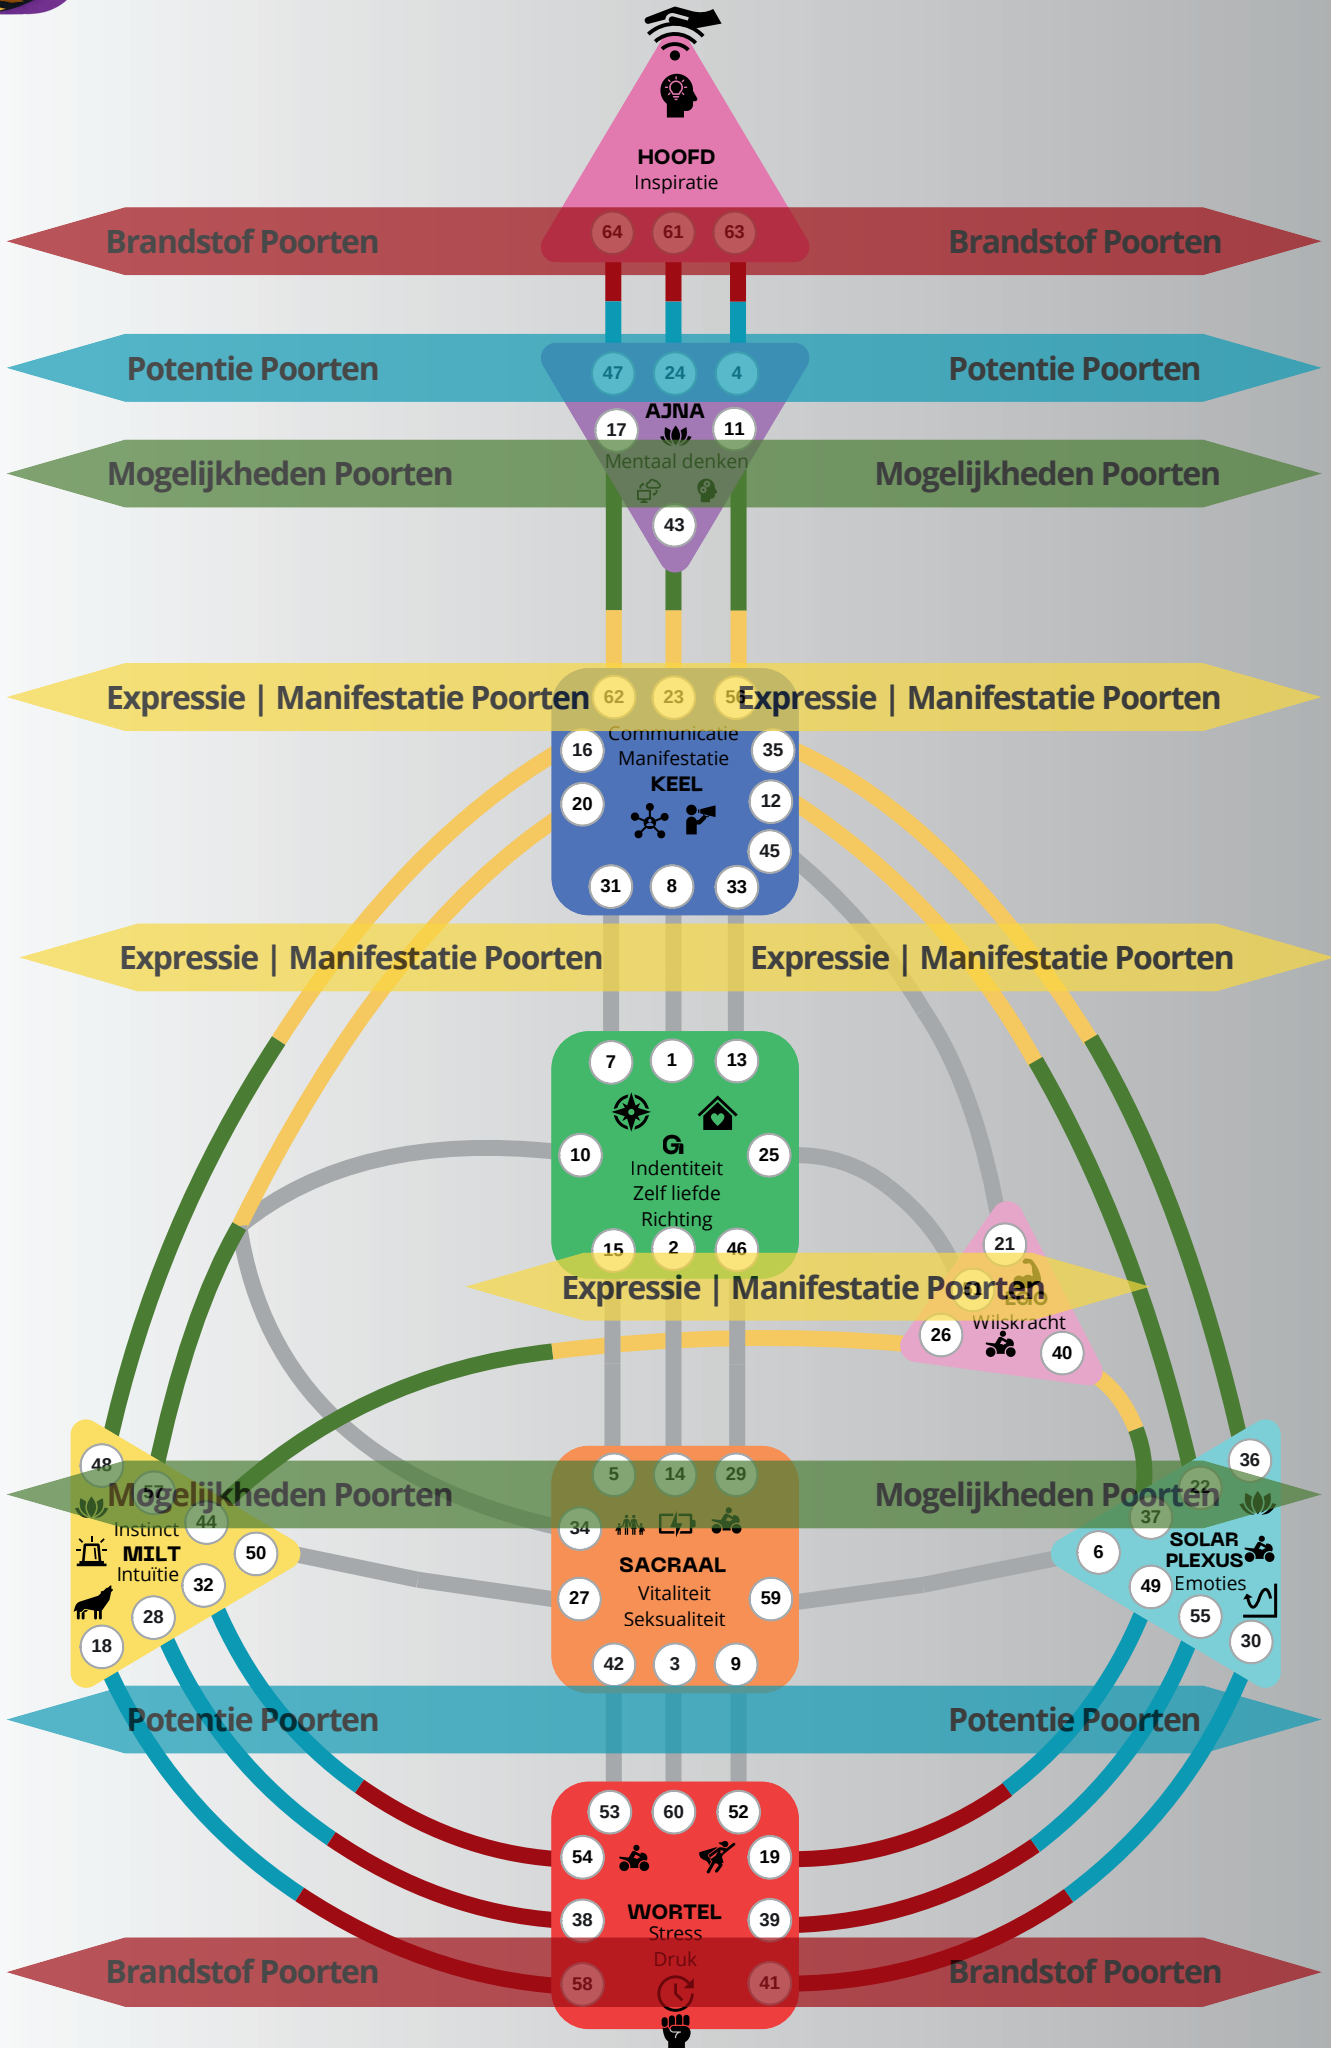 HOOFD
Inspiratie
64 61 63
Brandstof Poorten
Brandstof Poorten
Potentie Poorten
47 24 4
Potentie Poorten
AJNA
17 11
Mentaal denken
Mogelijkheden Poorten
Mogelijkheden Poorten
43
Expressie | Manifestatie Poorten
62 23 56
Expressie | Manifestatie Poorten
Communicatie
16 35
Manifestatie
KEEL
20 12
45
31 8 33
Expressie | Manifestatie Poorten
Expressie | Manifestatie Poorten
7 1 13
G
10 25
Indentiteit
Zelf liefde
Richting
15 2 46
21
Expressie | Manifestatie Poorten
51
EGO
Wilskracht
26 40
48 36
5 14 29
57 22
Mogelijkheden Poorten
Mogelijkheden Poorten
44 37
34
Instinct
MILT
Intuïtie
50
SACRAAL
Vitaliteit
Seksualiteit
27 59
SOLAR
PLEXUS
Emoties
6
32 49
28 55
18 30
42 3 9
Potentie Poorten
Potentie Poorten
53 60 52
54 19
38 39
WORTEL
Stress
Druk
Brandstof Poorten
Brandstof Poorten
58 41